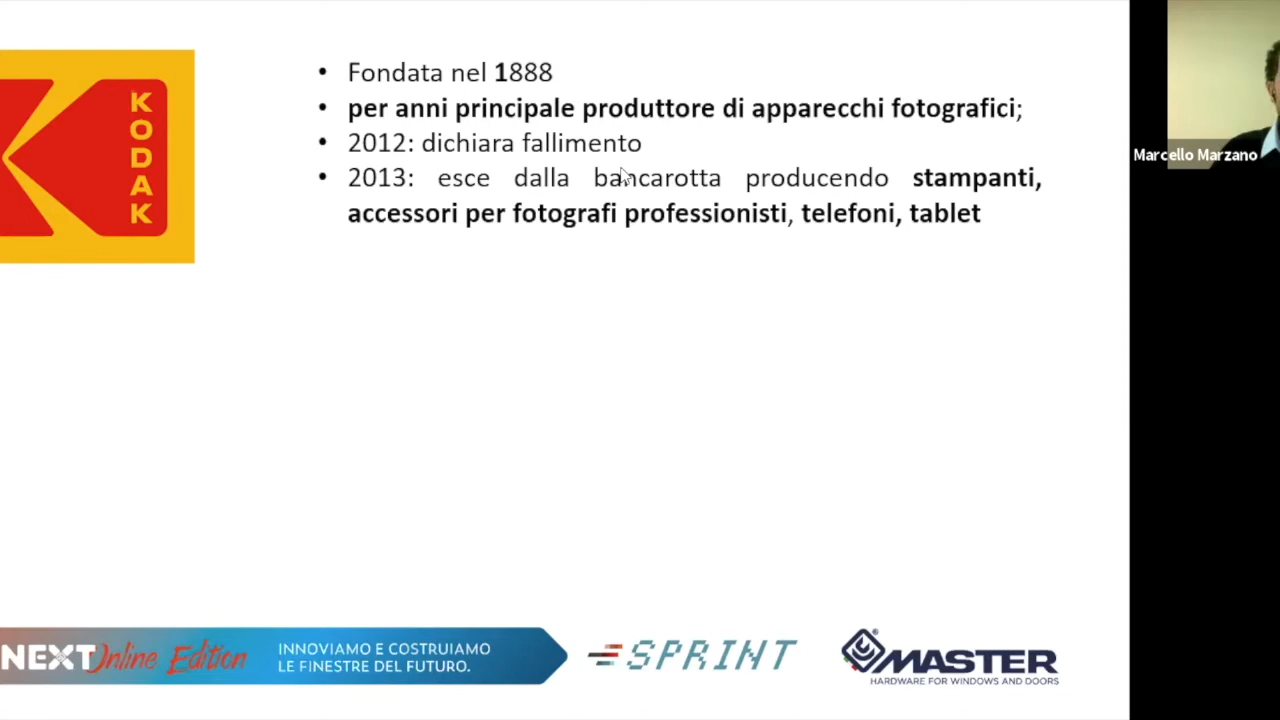 KODAK
• Fondata nel 1888
• per anni principale produttore di apparecchi fotografici;
• 2012: dichiara fallimento
• 2013: esce dalla bancarotta producendo stampanti,
accessori per fotografi professionisti, telefoni, tablet
Marcello Marzano
NEXT Online Edition
INNOVIAMO E COSTRUIAMO
LE FINESTRE DEL FUTURO.
SPRINT
MASTER®
HARDWARE FOR WINDOWS AND DOORS